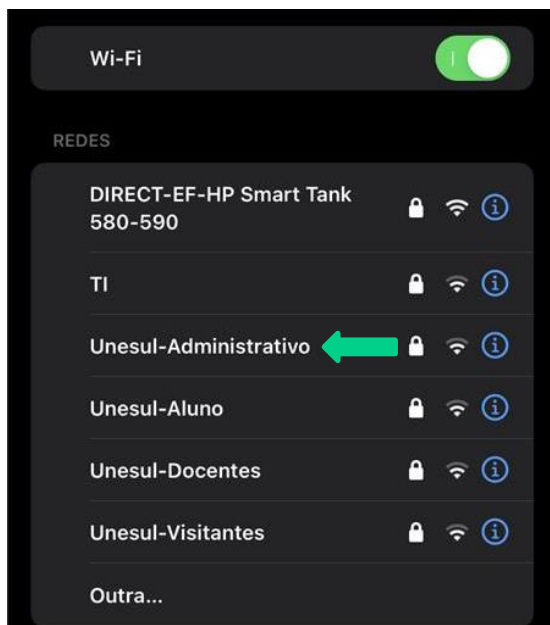 Wi-Fi
REDES
DIRECT-EF-HP Smart Tank
580-590
TI
Unesul-Administrativo
Unesul-Aluno
Unesul-Docentes
Unesul-Visitantes
Outra...